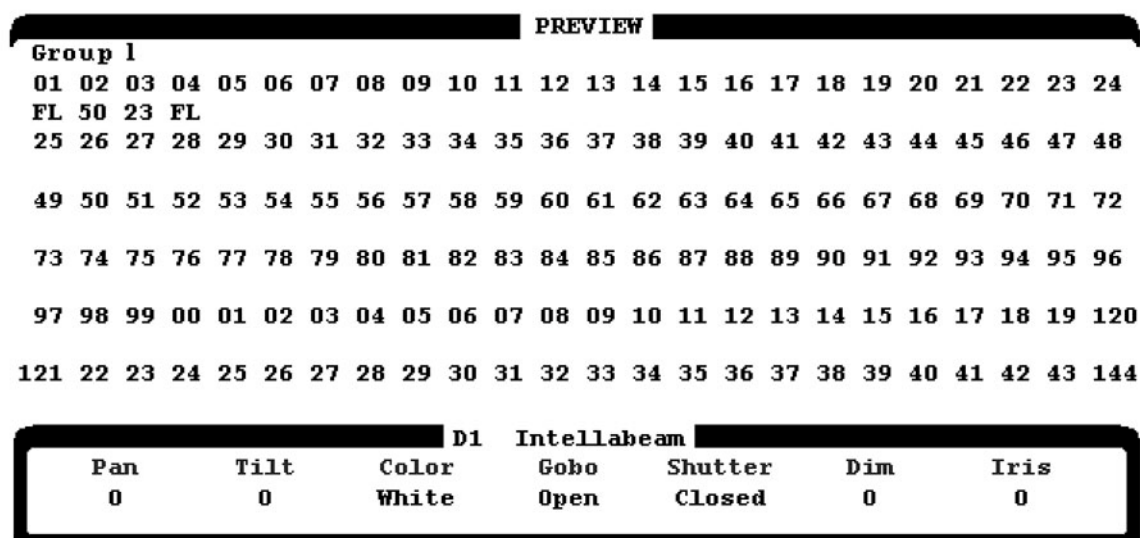 PREVIEW
Group 1
01 02 03 04 05 06 07 08 09 10 11 12 13 14 15 16 17 18 19 20 21 22 23 24
FL 50 23 FL
25 26 27 28 29 30 31 32 33 34 35 36 37 38 39 40 41 42 43 44 45 46 47 48
49 50 51 52 53 54 55 56 57 58 59 60 61 62 63 64 65 66 67 68 69 70 71 72
73 74 75 76 77 78 79 80 81 82 83 84 85 86 87 88 89 90 91 92 93 94 95 96
97 98 99 00 01 02 03 04 05 06 07 08 09 10 11 12 13 14 15 16 17 18 19 120
121 22 23 24 25 26 27 28 29 30 31 32 33 34 35 36 37 38 39 40 41 42 43 144
D1 Intellabeam
Pan Tilt Color Gobo Shutter Dim Iris
0 0 White Open Closed 0 0